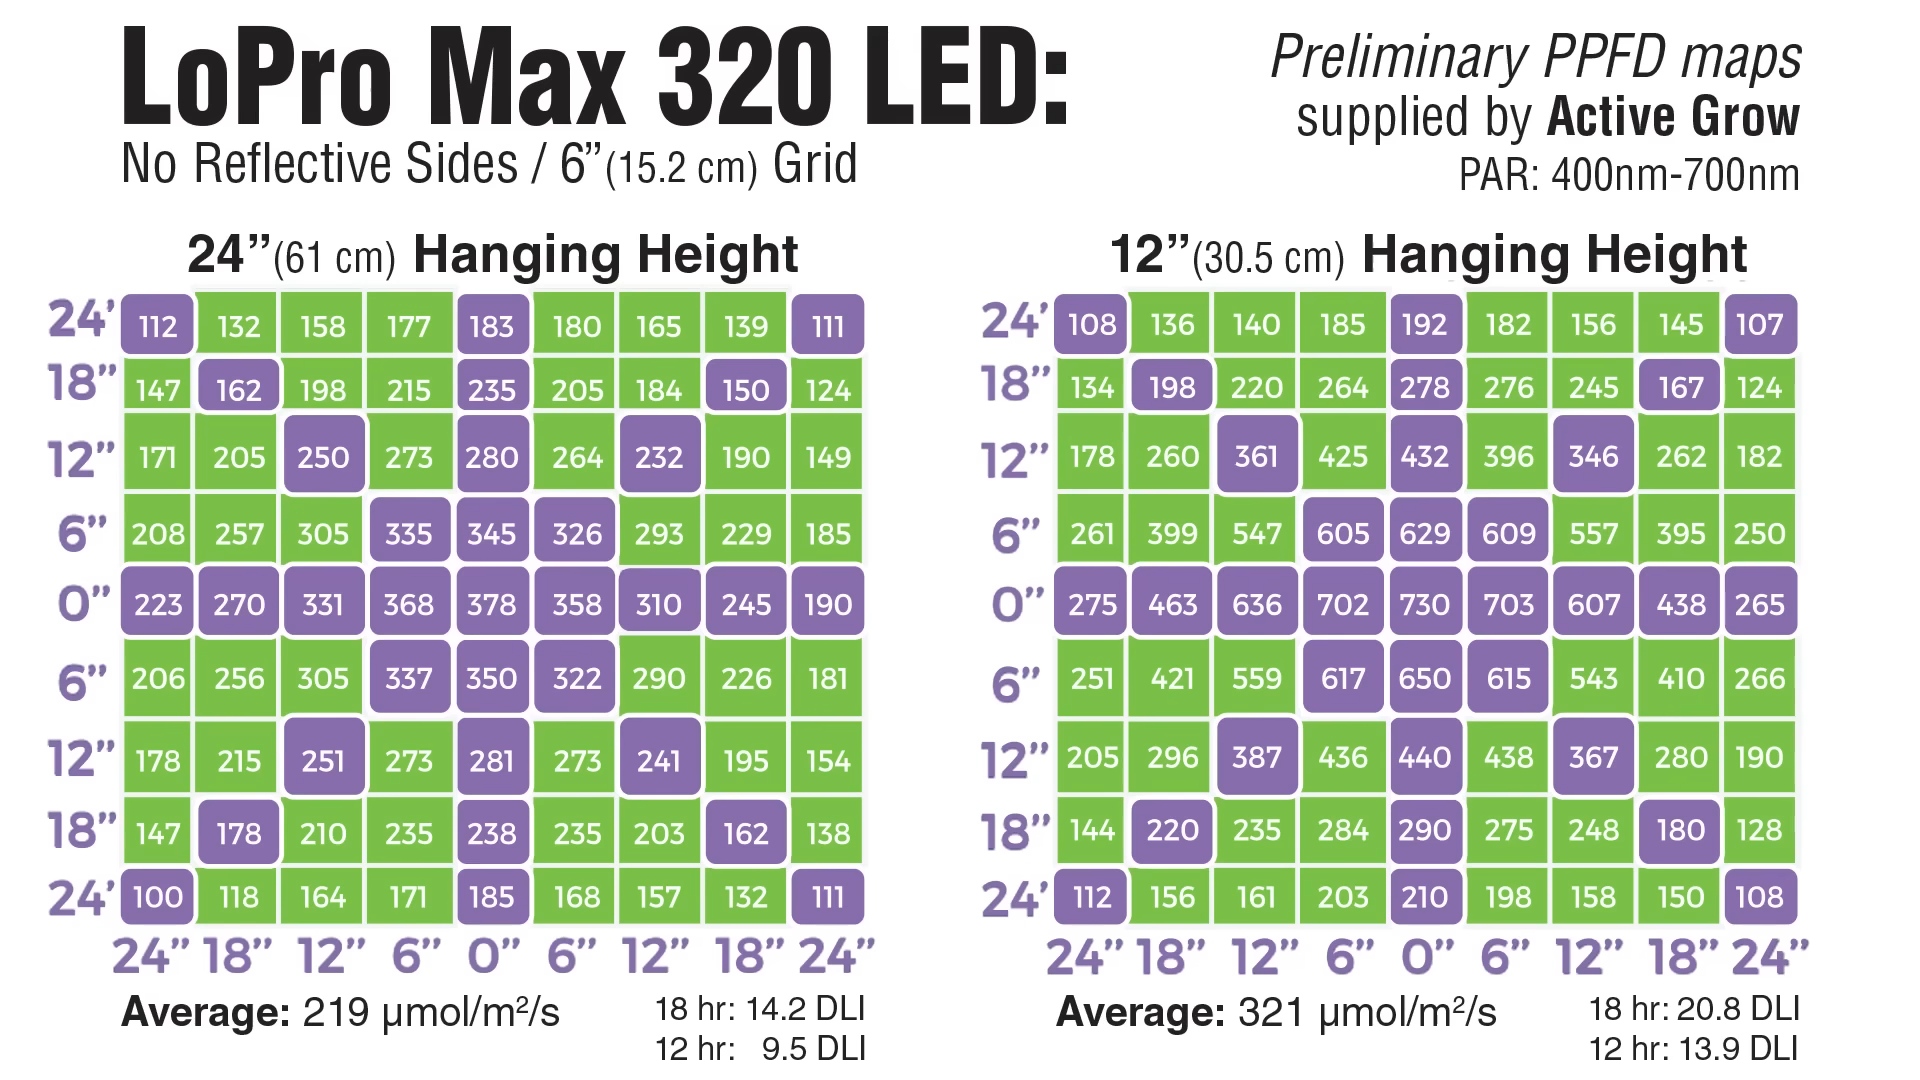 LoPro Max 320 LED:
No Reflective Sides / 6”(15.2 cm) Grid
Preliminary PPFD maps
supplied by Active Grow
PAR: 400nm-700nm
24”(61 cm) Hanging Height
24’ 112 132 158 177 183 180 165 139 111
18” 147 162 198 215 235 205 184 150 124
12” 171 205 250 273 280 264 232 190 149
6” 208 257 305 335 345 326 293 229 185
0” 223 270 331 368 378 358 310 245 190
6” 206 256 305 337 350 322 290 226 181
12” 178 215 251 273 281 273 241 195 154
18” 147 178 210 235 238 235 203 162 138
24’ 100 118 164 171 185 168 157 132 111
24” 18” 12” 6” 0” 6” 12” 18” 24”
Average: 219 µmol/m²/s
18 hr: 14.2 DLI
12 hr: 9.5 DLI
12”(30.5 cm) Hanging Height
24’ 108 136 140 185 192 182 156 145 107
18” 134 198 220 264 278 276 245 167 124
12” 178 260 361 425 432 396 346 262 182
6” 261 399 547 605 629 609 557 395 250
0” 275 463 636 702 730 703 607 438 265
6” 251 421 559 617 650 615 543 410 266
12” 205 296 387 436 440 438 367 280 190
18” 144 220 235 284 290 275 248 180 128
24’ 112 156 161 203 210 198 158 150 108
24” 18” 12” 6” 0” 6” 12” 18” 24”
Average: 321 µmol/m²/s
18 hr: 20.8 DLI
12 hr: 13.9 DLI